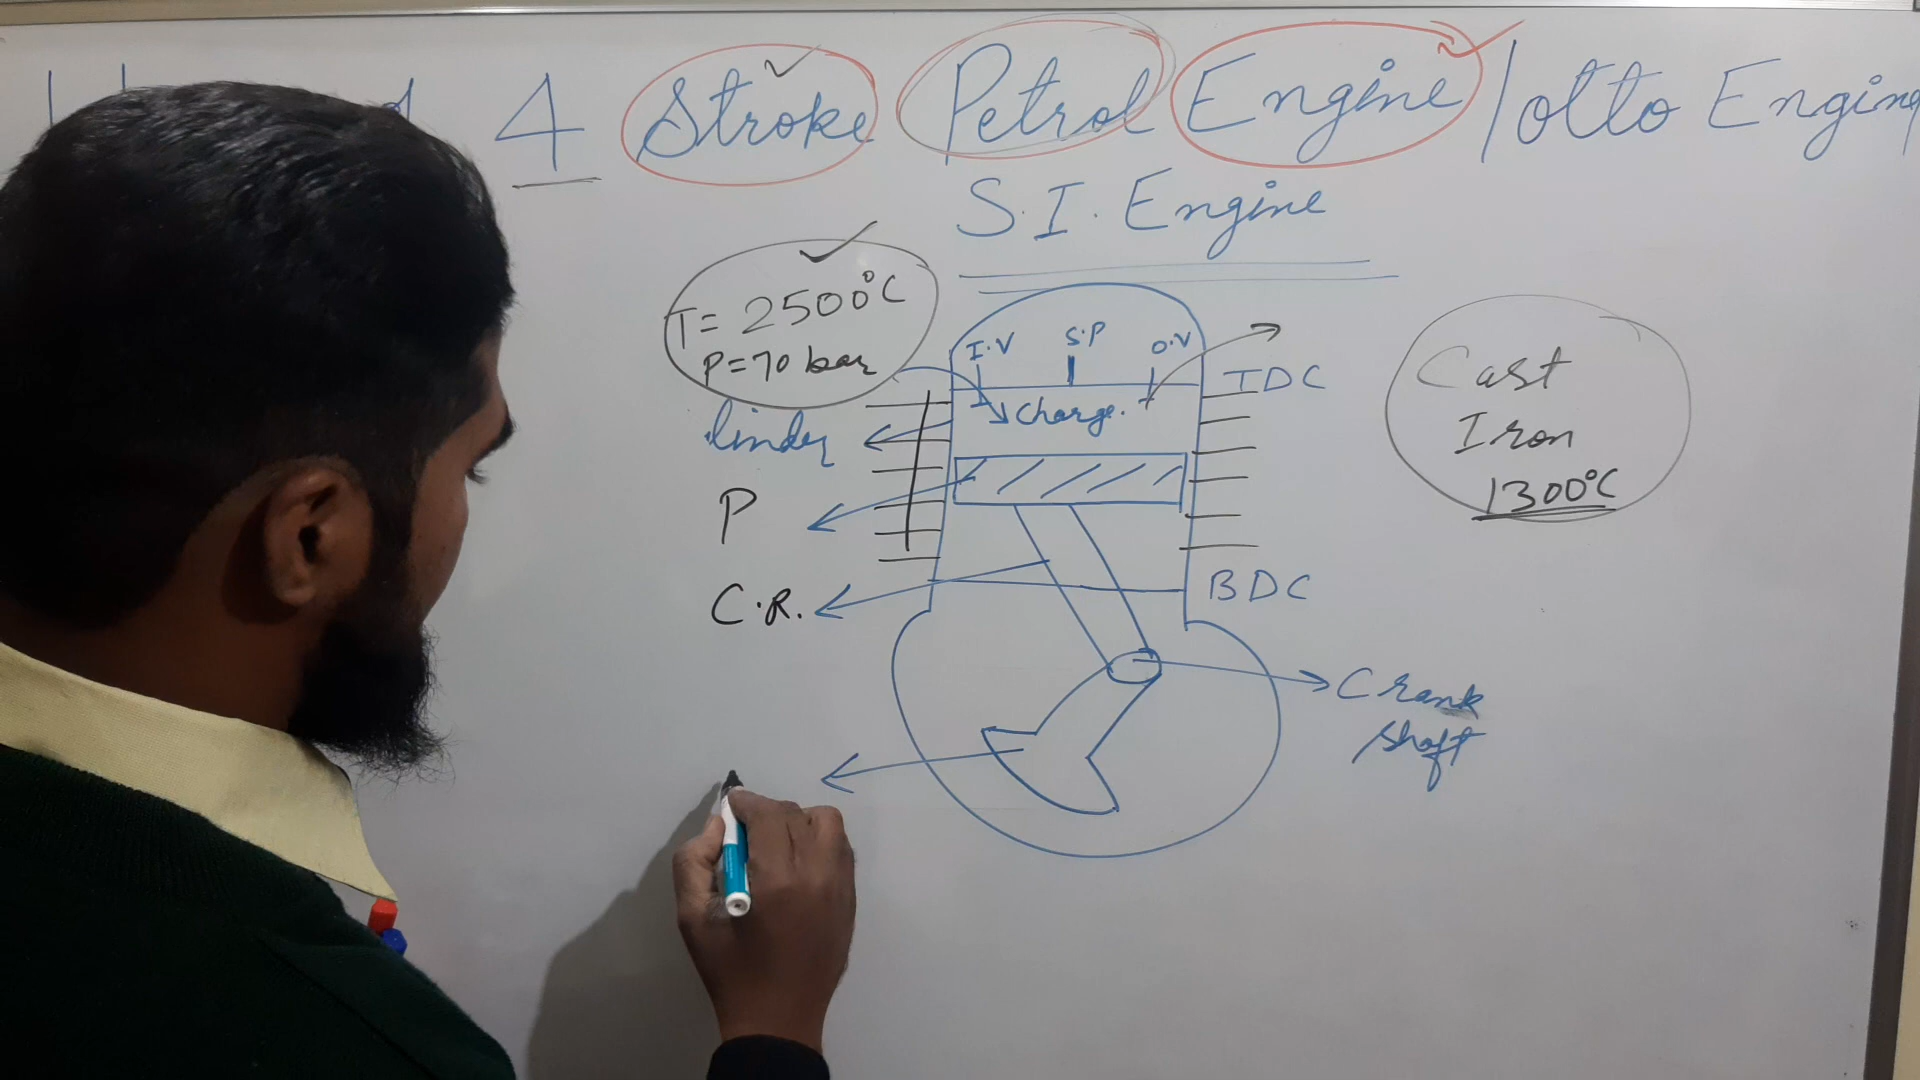 4 Stroke Petrol Engine / otto Engine
S.I. Engine
T = 2500°C
P = 70 bar
I.V
S.P
O.V
IDC
Charge.
linder
P
C.R.
BDC
Crank
shaft
Cast
Iron
1300°C